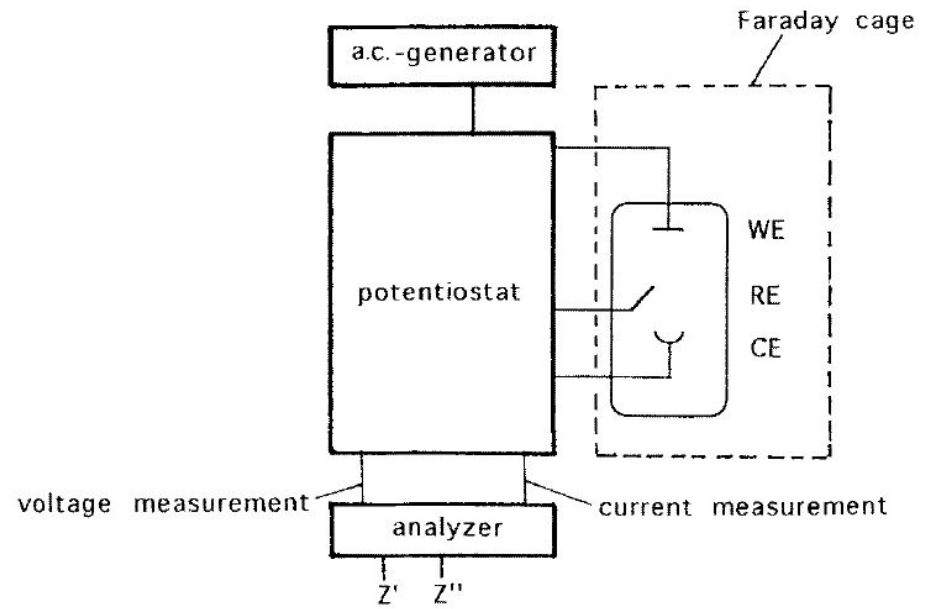 Faraday cage
a.c.-generator
WE
potentiostat
RE
CE
voltage measurement
current measurement
analyzer
Z' Z''